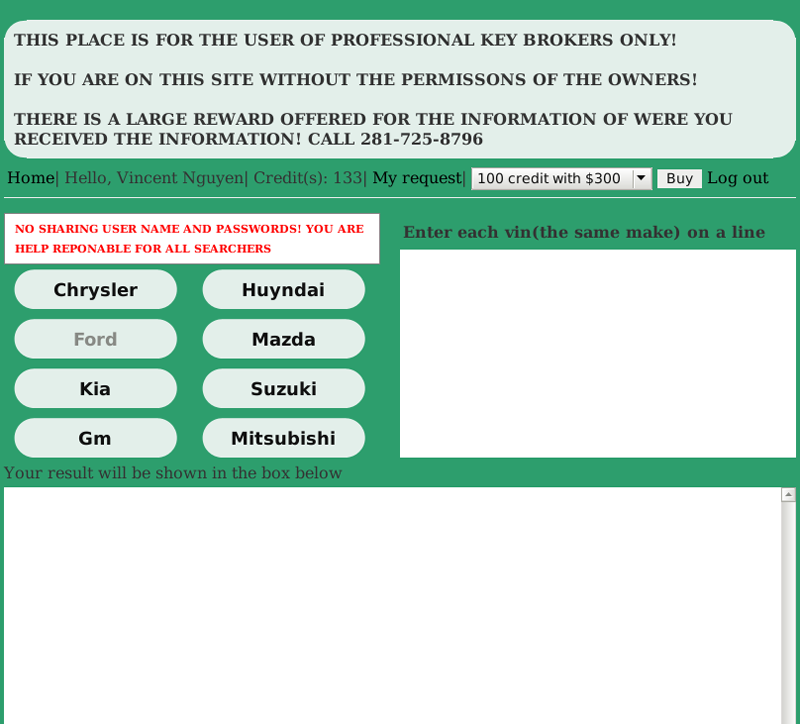 THIS PLACE IS FOR THE USER OF PROFESSIONAL KEY BROKERS ONLY!
IF YOU ARE ON THIS SITE WITHOUT THE PERMISSONS OF THE OWNERS!
THERE IS A LARGE REWARD OFFERED FOR THE INFORMATION OF WERE YOU
RECEIVED THE INFORMATION! CALL 281-725-8796
Home| Hello, Vincent Nguyen| Credit(s): 133| My request| 100 credit with $300 Buy Log out
NO SHARING USER NAME AND PASSWORDS! YOU ARE
HELP REPONABLE FOR ALL SEARCHERS
Enter each vin(the same make) on a line
Chrysler Huyndai
Ford Mazda
Kia Suzuki
Gm Mitsubishi
Your result will be shown in the box below